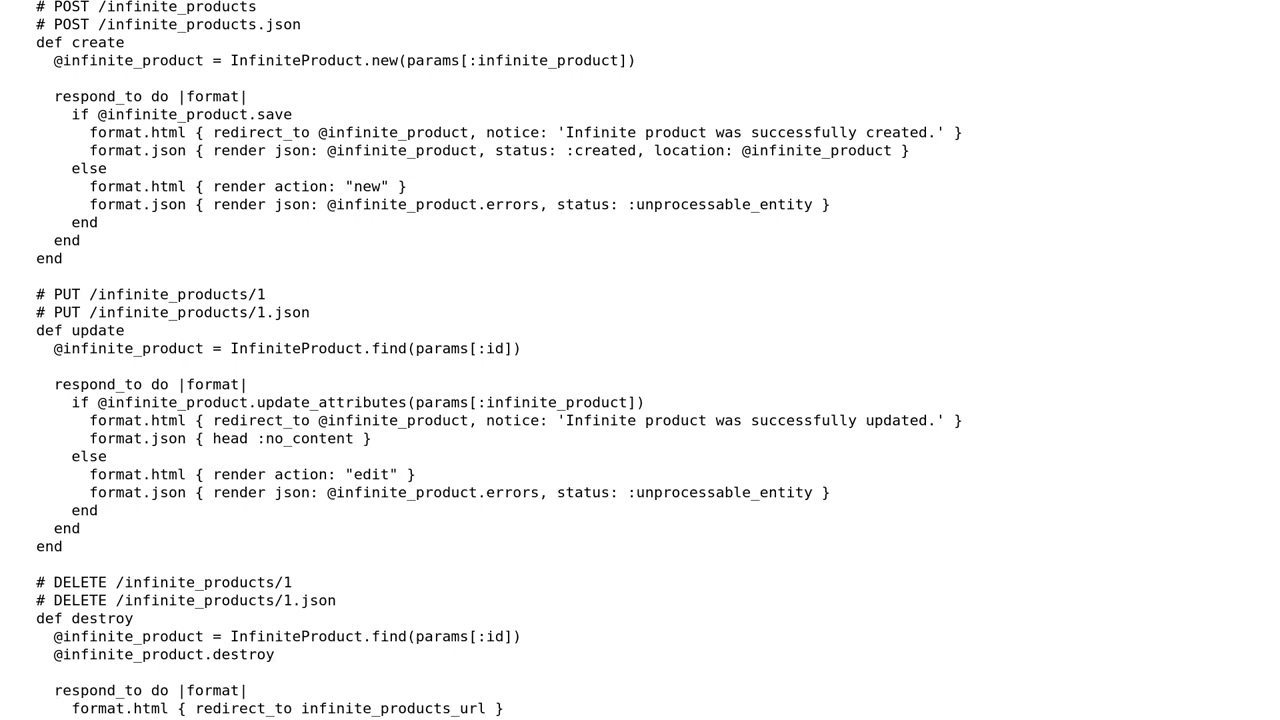 # POST /infinite_products
# POST /infinite_products.json
def create
  @infinite_product = InfiniteProduct.new(params[:infinite_product])

  respond_to do |format|
    if @infinite_product.save
      format.html { redirect_to @infinite_product, notice: 'Infinite product was successfully created.' }
      format.json { render json: @infinite_product, status: :created, location: @infinite_product }
    else
      format.html { render action: "new" }
      format.json { render json: @infinite_product.errors, status: :unprocessable_entity }
    end
  end
end

# PUT /infinite_products/1
# PUT /infinite_products/1.json
def update
  @infinite_product = InfiniteProduct.find(params[:id])

  respond_to do |format|
    if @infinite_product.update_attributes(params[:infinite_product])
      format.html { redirect_to @infinite_product, notice: 'Infinite product was successfully updated.' }
      format.json { head :no_content }
    else
      format.html { render action: "edit" }
      format.json { render json: @infinite_product.errors, status: :unprocessable_entity }
    end
  end
end

# DELETE /infinite_products/1
# DELETE /infinite_products/1.json
def destroy
  @infinite_product = InfiniteProduct.find(params[:id])
  @infinite_product.destroy

  respond_to do |format|
    format.html { redirect_to infinite_products_url }